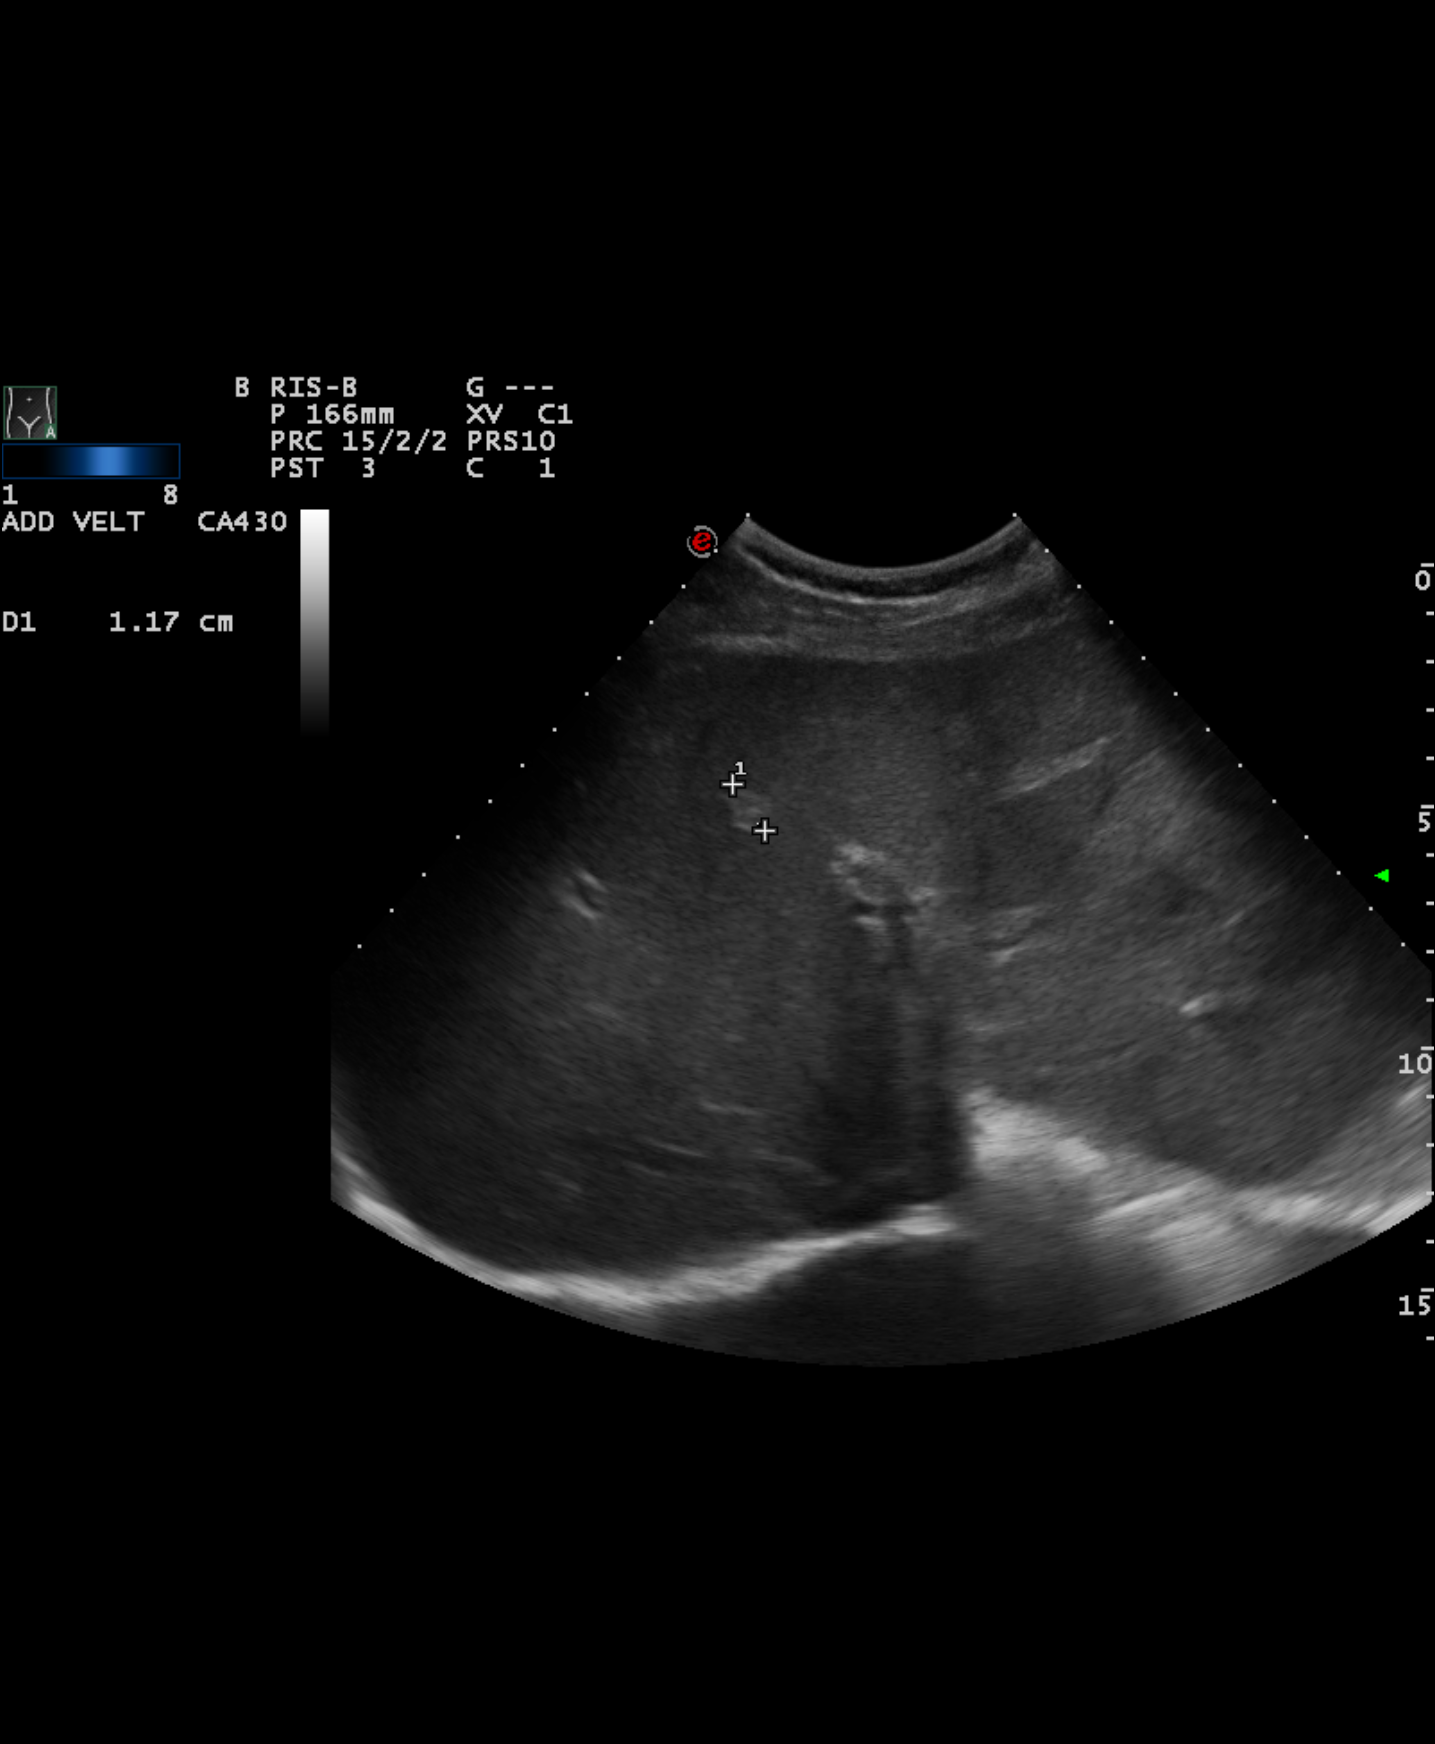 B RIS-B G ---
P 166mm XV C1
PRC 15/2/2 PRS10
PST 3 C 1
A
1 8
ADD VELT CA430
e
0
D1 1.17 cm
1
5
10
15